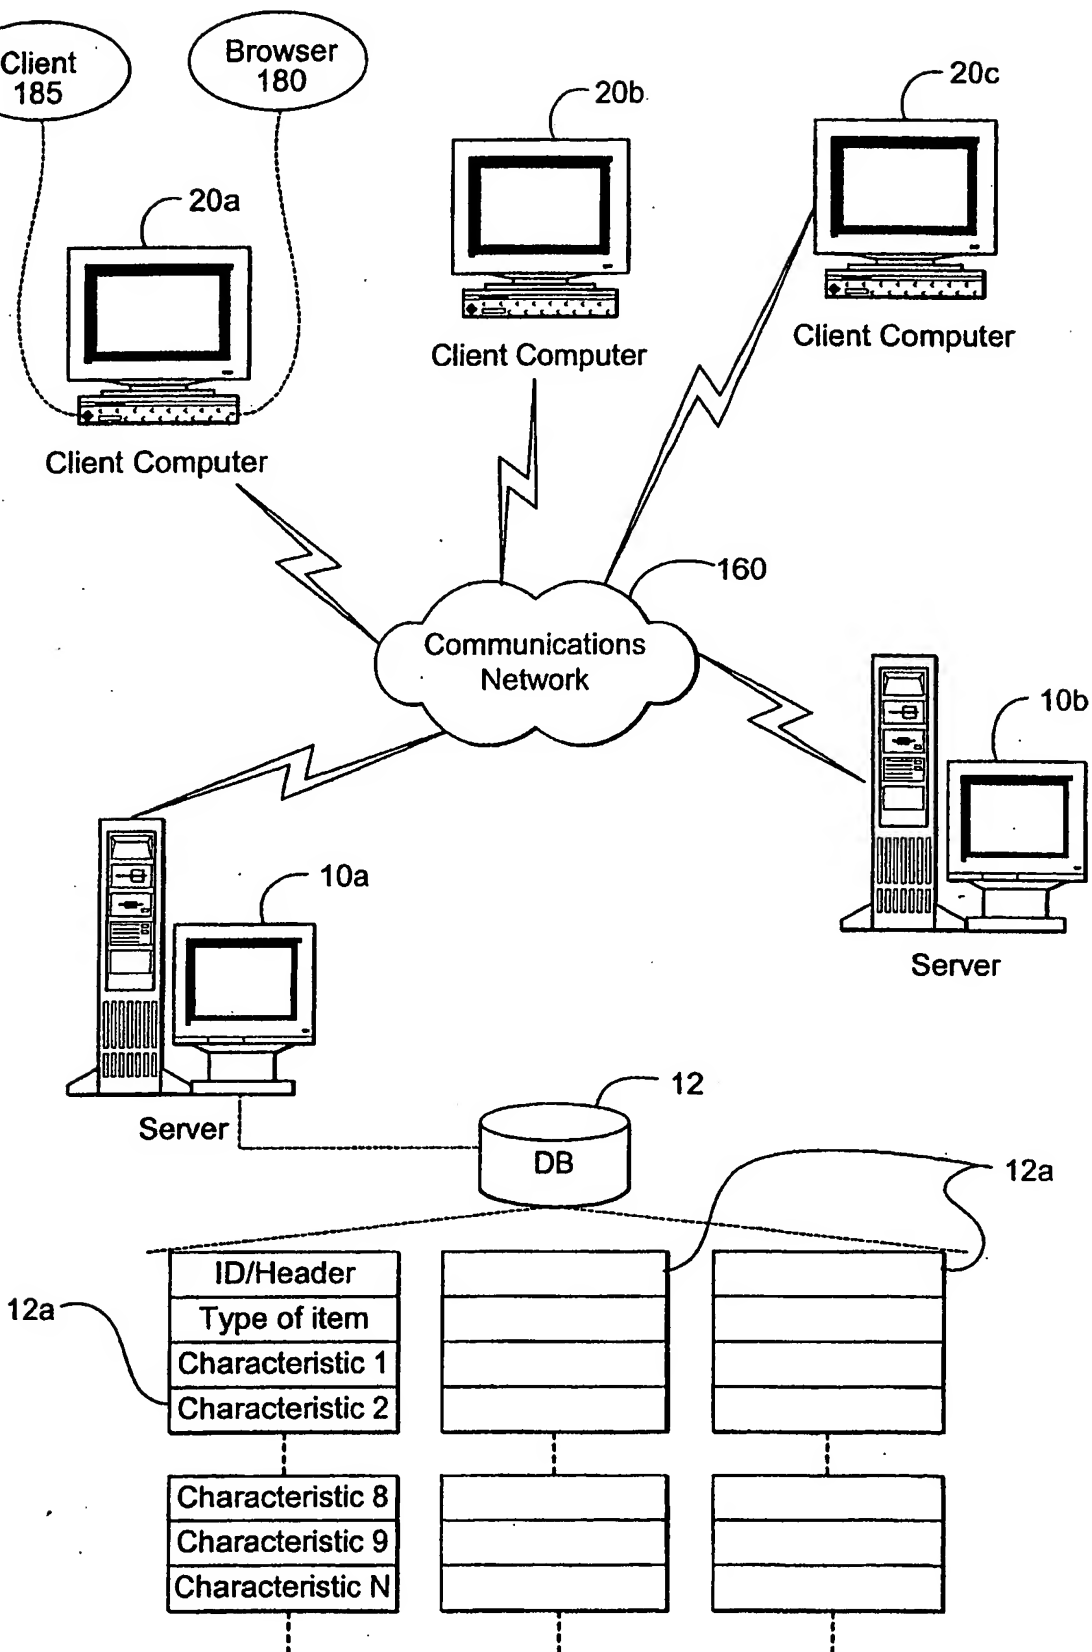 Client
185
Browser
180
20a
20b
20c
Client Computer
Client Computer
Client Computer
160
Communications
Network
10b
Server
10a
Server
12
DB
12a
12a
ID/Header
Type of item
Characteristic 1
Characteristic 2
Characteristic 8
Characteristic 9
Characteristic N